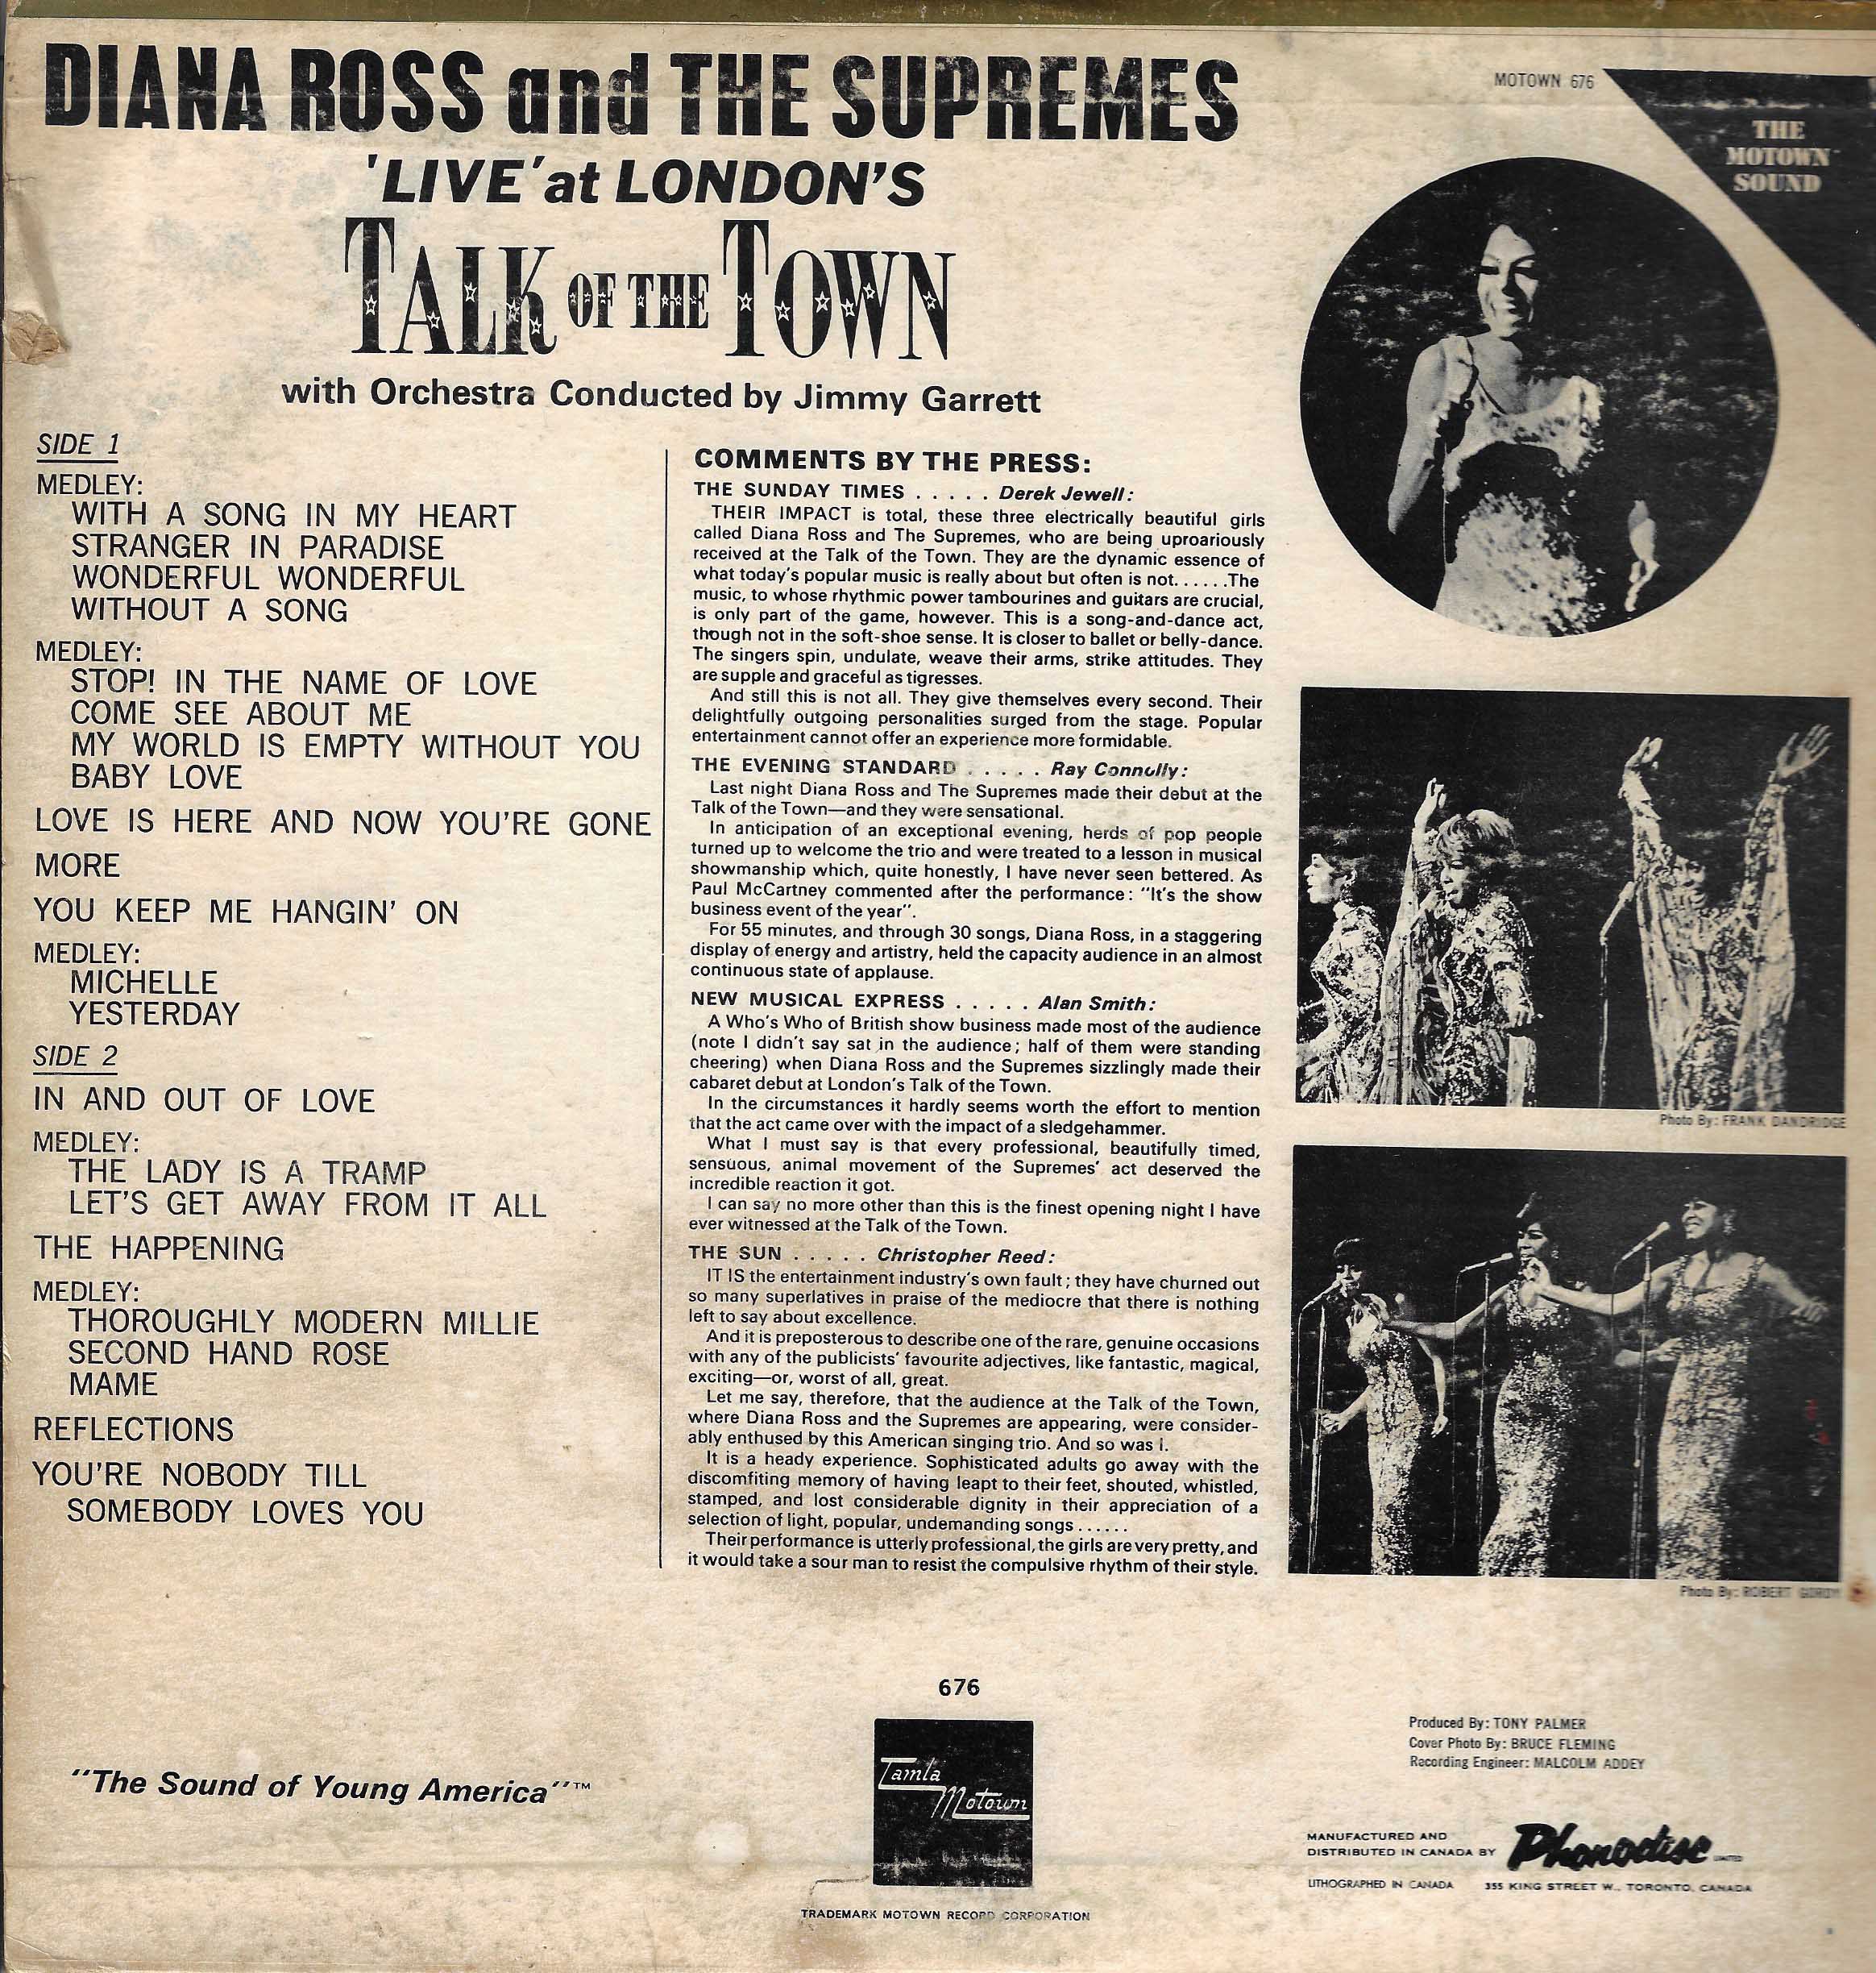 DIANA ROSS and THE SUPREMES
'LIVE' at LONDON'S
TALK OF THE TOWN
with Orchestra Conducted by Jimmy Garrett
MOTOWN 676
THE
MOTOWN
SOUND
SIDE 1
MEDLEY:
WITH A SONG IN MY HEART
STRANGER IN PARADISE
WONDERFUL WONDERFUL
WITHOUT A SONG
MEDLEY:
STOP! IN THE NAME OF LOVE
COME SEE ABOUT ME
MY WORLD IS EMPTY WITHOUT YOU
BABY LOVE
LOVE IS HERE AND NOW YOU'RE GONE
MORE
YOU KEEP ME HANGIN' ON
MEDLEY:
MICHELLE
YESTERDAY
SIDE 2
IN AND OUT OF LOVE
MEDLEY:
THE LADY IS A TRAMP
LET'S GET AWAY FROM IT ALL
THE HAPPENING
MEDLEY:
THOROUGHLY MODERN MILLIE
SECOND HAND ROSE
MAME
REFLECTIONS
YOU'RE NOBODY TILL
SOMEBODY LOVES YOU
COMMENTS BY THE PRESS:
THE SUNDAY TIMES . . . . . Derek Jewell:
THEIR IMPACT is total, these three electrically beautiful girls
called Diana Ross and The Supremes, who are being uproariously
received at the Talk of the Town. They are the dynamic essence of
what today's popular music is really about but often is not. . . . . .The
music, to whose rhythmic power tambourines and guitars are crucial,
is only part of the game, however. This is a song-and-dance act,
though not in the soft-shoe sense. It is closer to ballet or belly-dance.
The singers spin, undulate, weave their arms, strike attitudes. They
are supple and graceful as tigresses.
And still this is not all. They give themselves every second. Their
delightfully outgoing personalities surged from the stage. Popular
entertainment cannot offer an experience more formidable.
THE EVENING STANDARD . . . . . Ray Connolly:
Last night Diana Ross and The Supremes made their debut at the
Talk of the Town—and they were sensational.
In anticipation of an exceptional evening, herds of pop people
turned up to welcome the trio and were treated to a lesson in musical
showmanship which, quite honestly, I have never seen bettered. As
Paul McCartney commented after the performance: "It's the show
business event of the year".
For 55 minutes, and through 30 songs, Diana Ross, in a staggering
display of energy and artistry, held the capacity audience in an almost
continuous state of applause.
NEW MUSICAL EXPRESS . . . . . Alan Smith:
A Who's Who of British show business made most of the audience
(note I didn't say sat in the audience; half of them were standing
cheering) when Diana Ross and the Supremes sizzlingly made their
cabaret debut at London's Talk of the Town.
In the circumstances it hardly seems worth the effort to mention
that the act came over with the impact of a sledgehammer.
What I must say is that every professional, beautifully timed,
sensuous, animal movement of the Supremes' act deserved the
incredible reaction it got.
I can say no more other than this is the finest opening night I have
ever witnessed at the Talk of the Town.
THE SUN . . . . . Christopher Reed:
IT IS the entertainment industry's own fault; they have churned out
so many superlatives in praise of the mediocre that there is nothing
left to say about excellence.
And it is preposterous to describe one of the rare, genuine occasions
with any of the publicists' favourite adjectives, like fantastic, magical,
exciting—or, worst of all, great.
Let me say, therefore, that the audience at the Talk of the Town,
where Diana Ross and the Supremes are appearing, were consider-
ably enthused by this American singing trio. And so was I.
It is a heady experience. Sophisticated adults go away with the
discomfiting memory of having leapt to their feet, shouted, whistled,
stamped, and lost considerable dignity in their appreciation of a
selection of light, popular, undemanding songs . . . . . .
Their performance is utterly professional, the girls are very pretty, and
it would take a sour man to resist the compulsive rhythm of their style.
Photo By: FRANK DANDRIDGE
Photo By: ROBERT GORDY
676
Tamla
Motown
TRADEMARK MOTOWN RECORD CORPORATION
"The Sound of Young America"™
Produced By: TONY PALMER
Cover Photo By: BRUCE FLEMING
Recording Engineer: MALCOLM ADDEY
MANUFACTURED AND
DISTRIBUTED IN CANADA BY Phonodisc LIMITED
LITHOGRAPHED IN CANADA 355 KING STREET W., TORONTO, CANADA